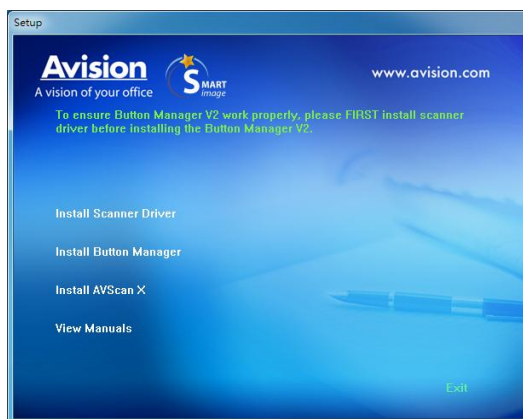 Setup
Avision
A vision of your office
SMART
image
www.avision.com
To ensure Button Manager V2 work properly, please FIRST install scanner
driver before installing the Button Manager V2.
Install Scanner Driver
Install Button Manager
Install AVScan X
View Manuals
Exit